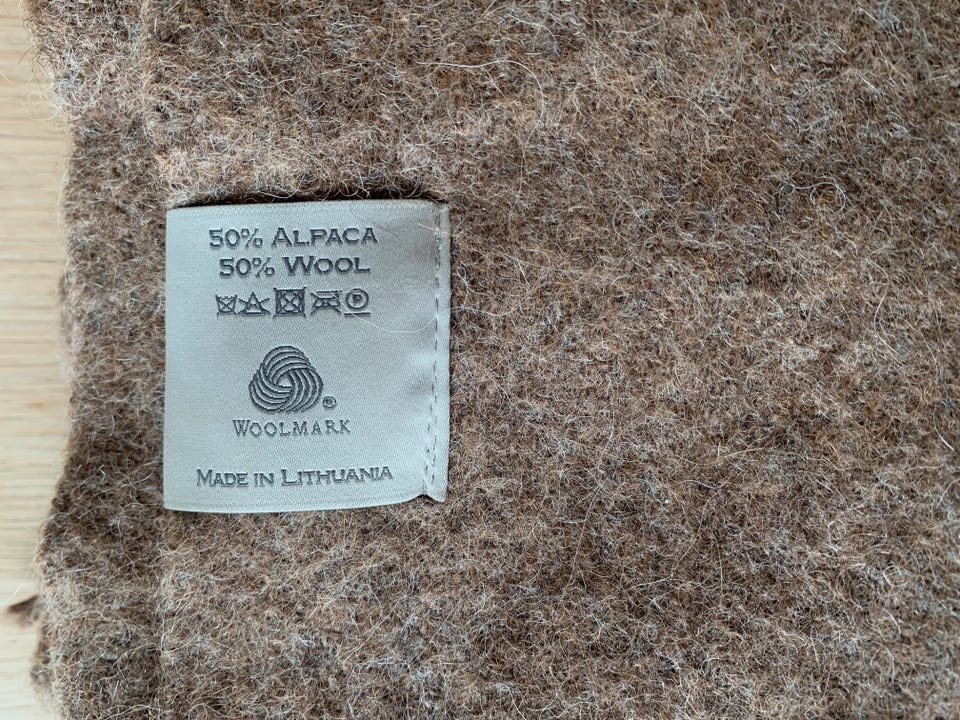 50% ALPACA
50% WOOL
P
®
WOOLMARK
MADE IN LITHUANIA